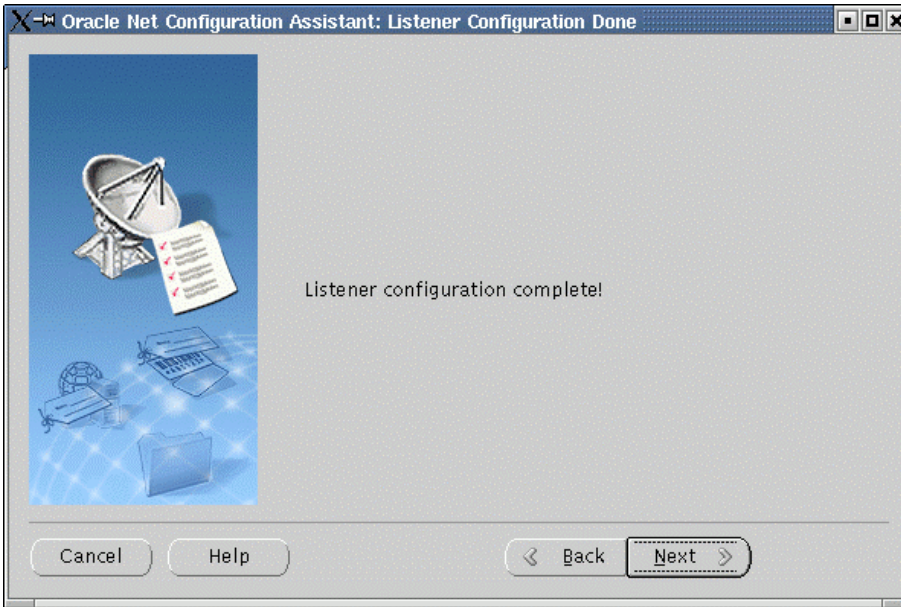 Oracle Net Configuration Assistant: Listener Configuration Done
Listener configuration complete!
Cancel
Help
Back
Next